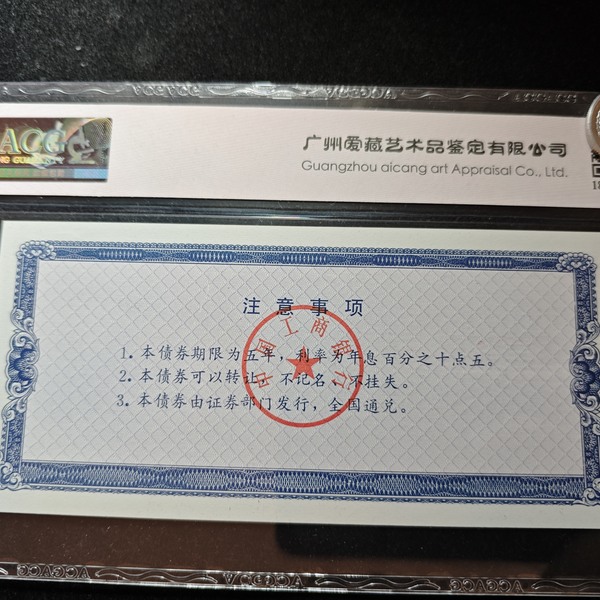 ACG
广州爱藏艺术品鉴定有限公司
Guangzhou aicang art Appraisal Co., Ltd.
注意事项
1. 本债券期限为五年，利率为年息百分之十点五。
2. 本债券可以转让，不记名，不挂失。
3. 本债券由证券部门发行，全国通兑。
中国工商银行